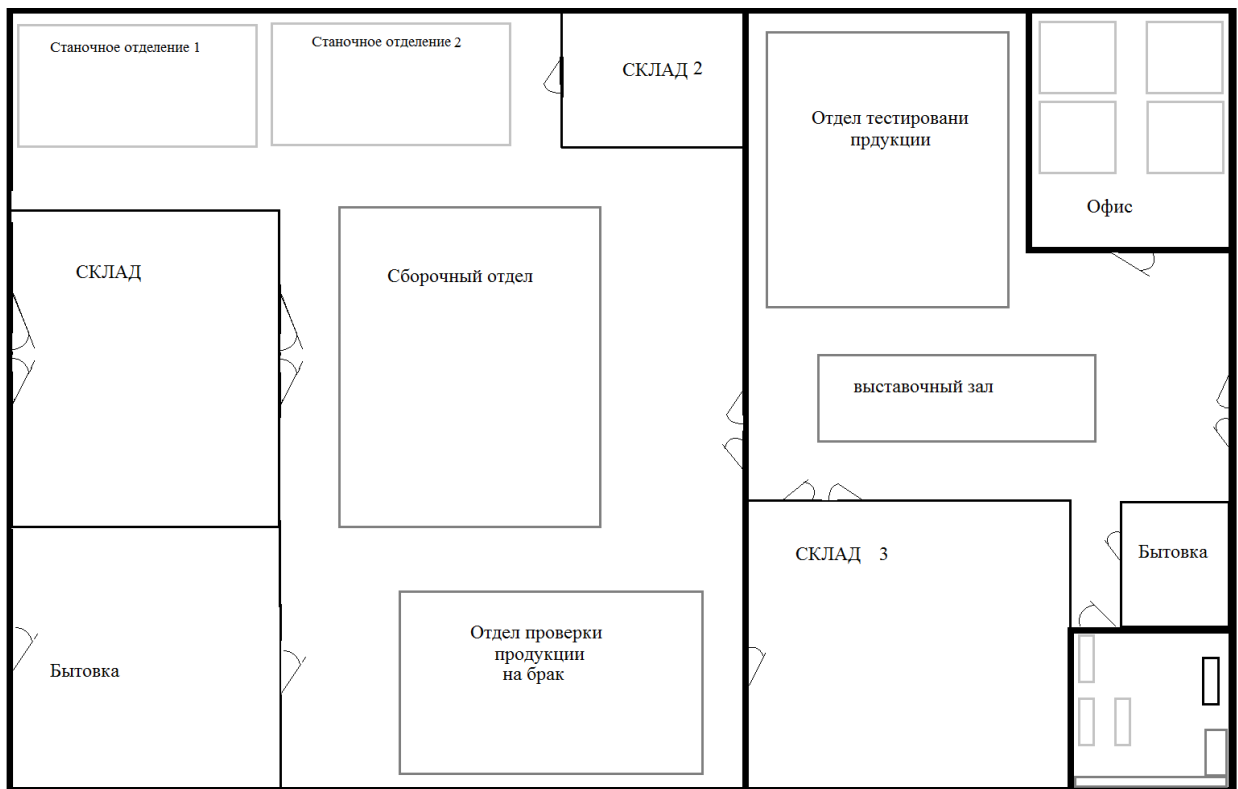 Станочное отделение 1
Станочное отделение 2
СКЛАД 2
Отдел тестировани
прдукции
Офис
СКЛАД
Сборочный отдел
выставочный зал
СКЛАД 3
Бытовка
Отдел проверки
продукции
на брак
Бытовка